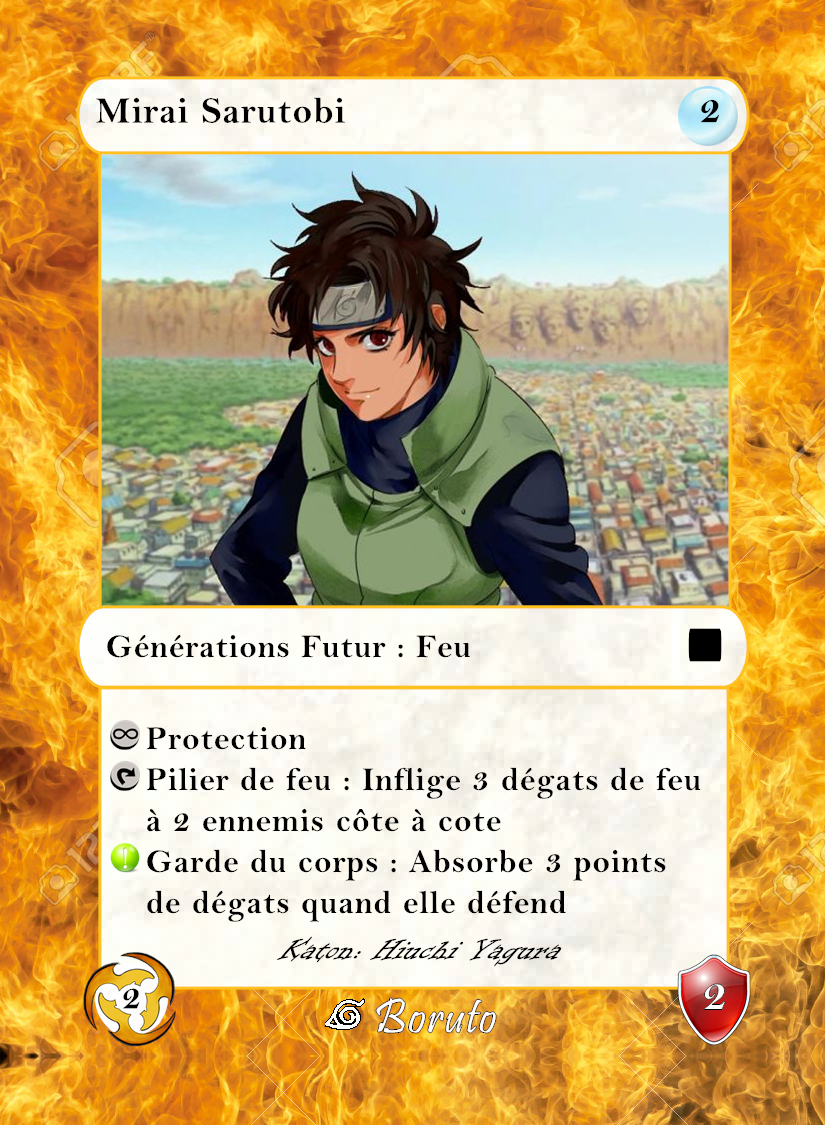 Mirai Sarutobi
2
Générations Futur : Feu
Protection
Pilier de feu : Inflige 3 dégats de feu
à 2 ennemis côte à cote
Garde du corps : Absorbe 3 points
de dégats quand elle défend
Katon: Hiuchi Yagura
2
Boruto
2